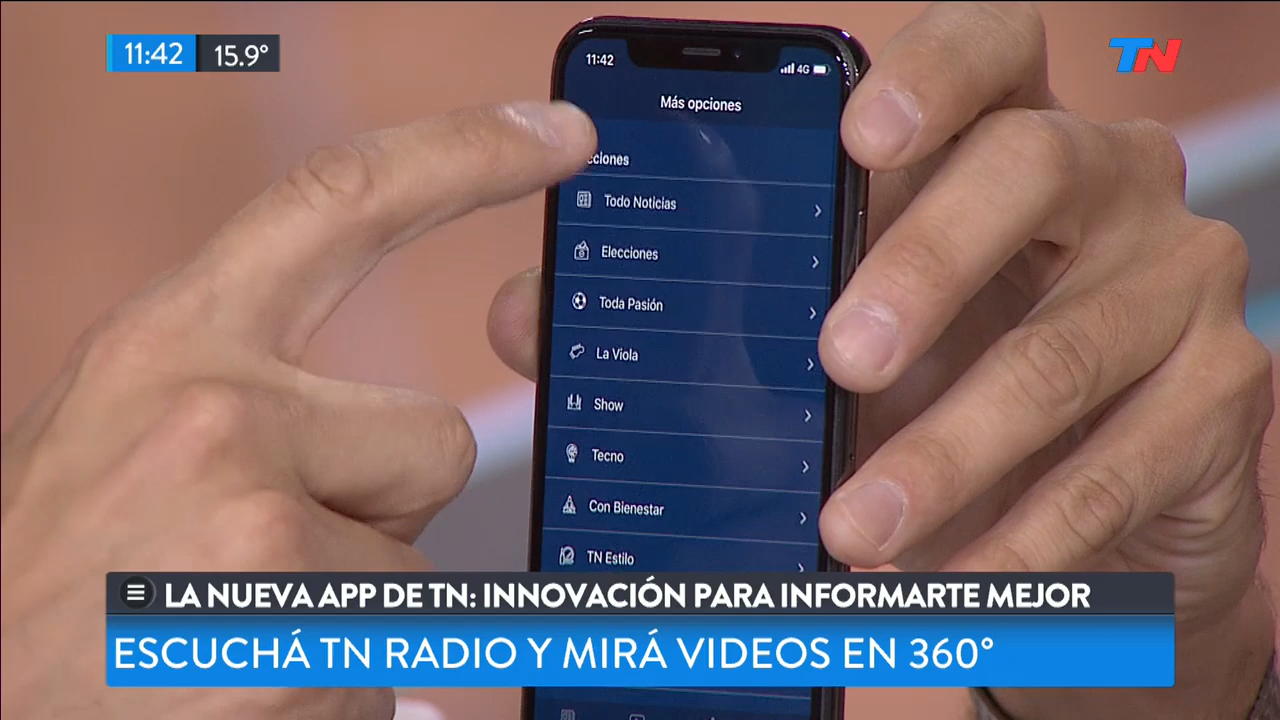 11:42 15.9°
TN
11:42
4G
Más opciones
cciones
Todo Noticias
Elecciones
Toda Pasión
La Viola
Show
Tecno
Con Bienestar
TN Estilo
LA NUEVA APP DE TN: INNOVACIÓN PARA INFORMARTE MEJOR
ESCUCHÁ TN RADIO Y MIRÁ VIDEOS EN 360°